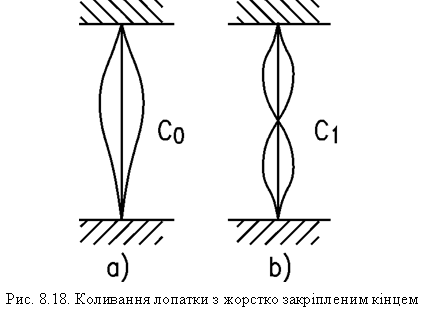 C0
C1
a)
b)
Рис. 8.18. Коливання лопатки з жорстко закріпленим кінцем